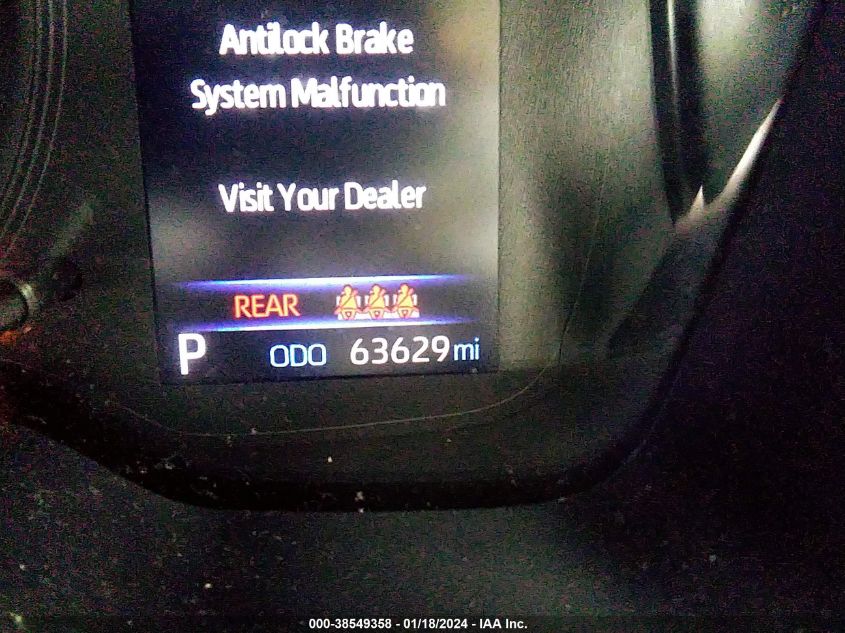 Antilock Brake
System Malfunction
Visit Your Dealer
REAR
P ODO 63629 mi
000-38549358 - 01/18/2024 - IAA Inc.